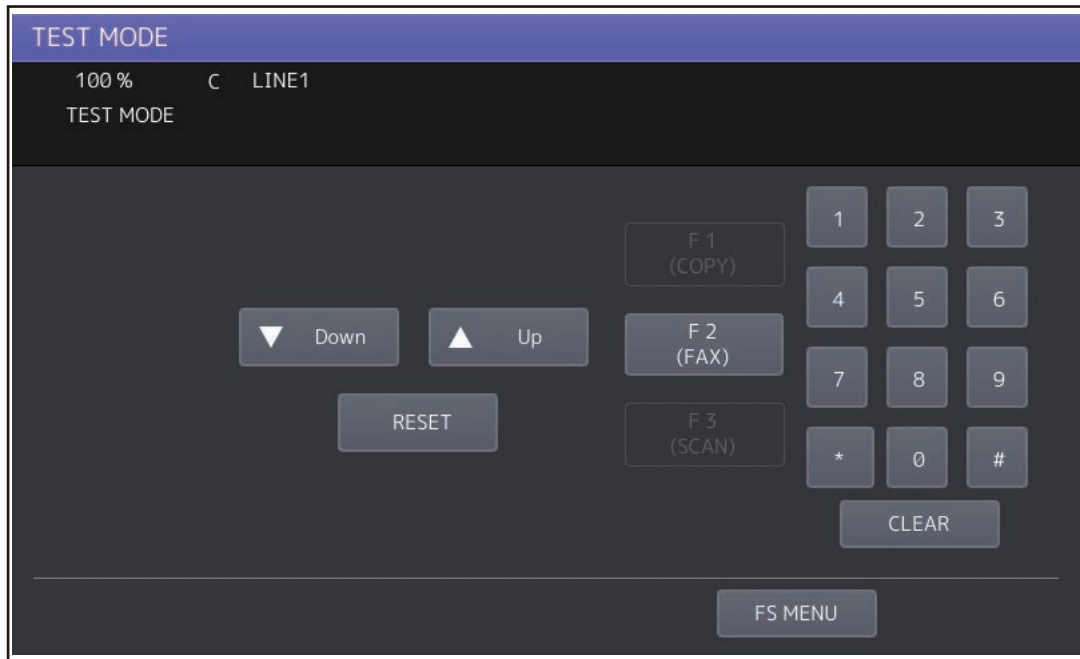 TEST MODE
100 % C LINE1
TEST MODE
F 1
(COPY)
Down
Up
F 2
(FAX)
RESET
F 3
(SCAN)
1 2 3
4 5 6
7 8 9
* 0 #
CLEAR
FS MENU